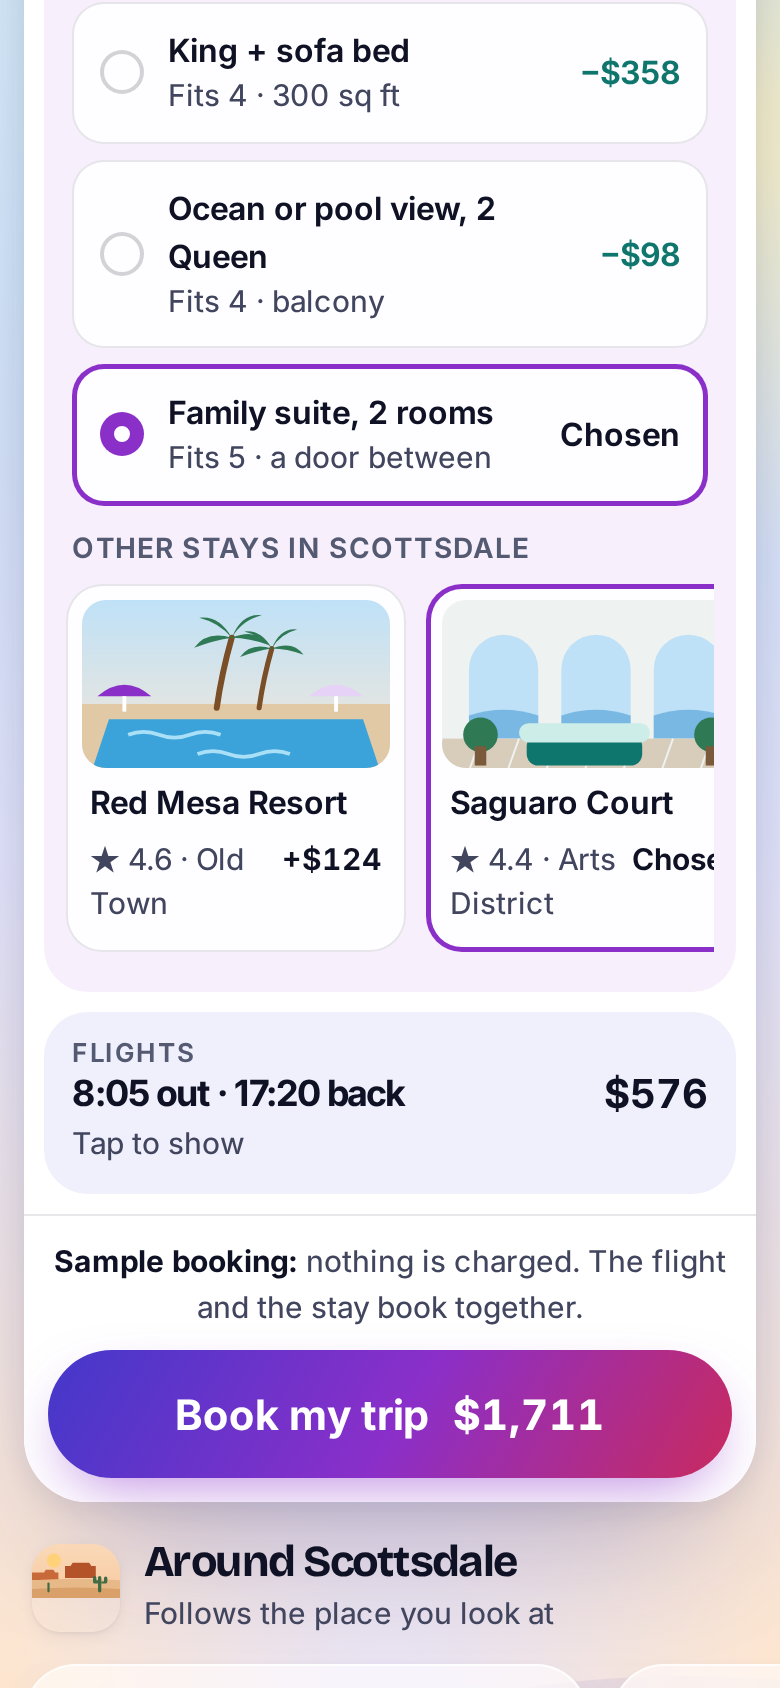 King + sofa bed
Fits 4 · 300 sq ft
−$358
Ocean or pool view, 2
Queen
Fits 4 · balcony
−$98
Family suite, 2 rooms
Fits 5 · a door between
Chosen
OTHER STAYS IN SCOTTSDALE
Red Mesa Resort
★ 4.6 · Old
Town
+$124
Saguaro Court
★ 4.4 · Arts
District
Chose
FLIGHTS
8:05 out · 17:20 back
$576
Tap to show
Sample booking: nothing is charged. The flight
and the stay book together.
Book my trip $1,711
Around Scottsdale
Follows the place you look at